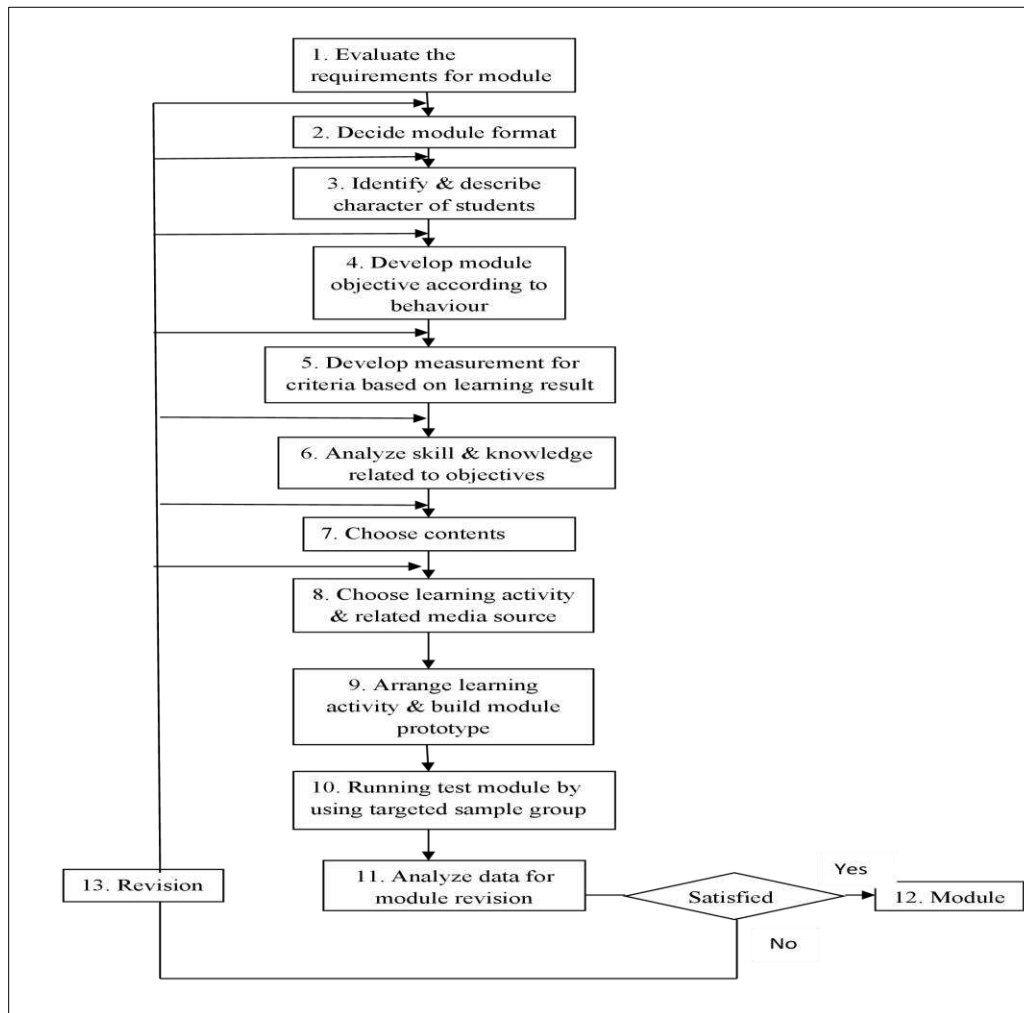 1. Evaluate the
requirements for module
2. Decide module format
3. Identify & describe
character of students
4. Develop module
objective according to
behaviour
5. Develop measurement for
criteria based on learning result
6. Analyze skill & knowledge
related to objectives
7. Choose contents
8. Choose learning activity
& related media source
9. Arrange learning
activity & build module
prototype
10. Running test module by
using targeted sample group
11. Analyze data for
module revision
Satisfied
Yes
12. Module
No
13. Revision